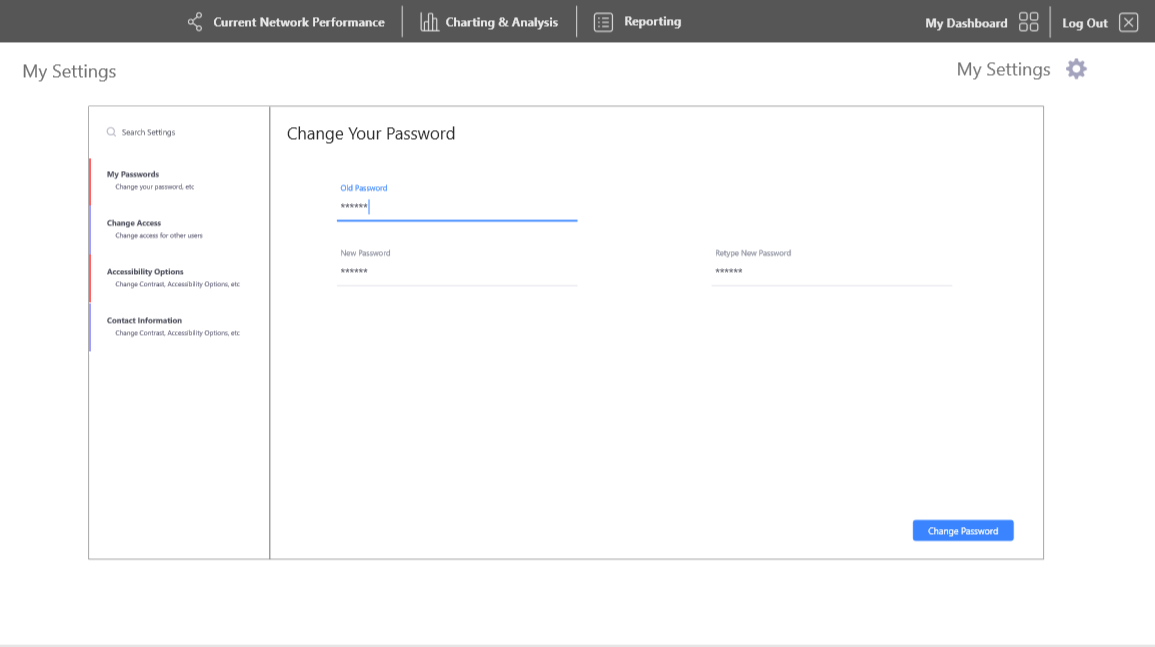 Current Network Performance
Charting & Analysis
Reporting
My Dashboard
Log Out
My Settings
My Settings
Search Settings
My Passwords
Change your password, etc
Change Access
Change access for other users
Accessibility Options
Change Contrast, Accessibility Options, etc
Contact Information
Change Contrast, Accessibility Options, etc
Change Your Password
Old Password
******
New Password
******
Retype New Password
******
Change Password